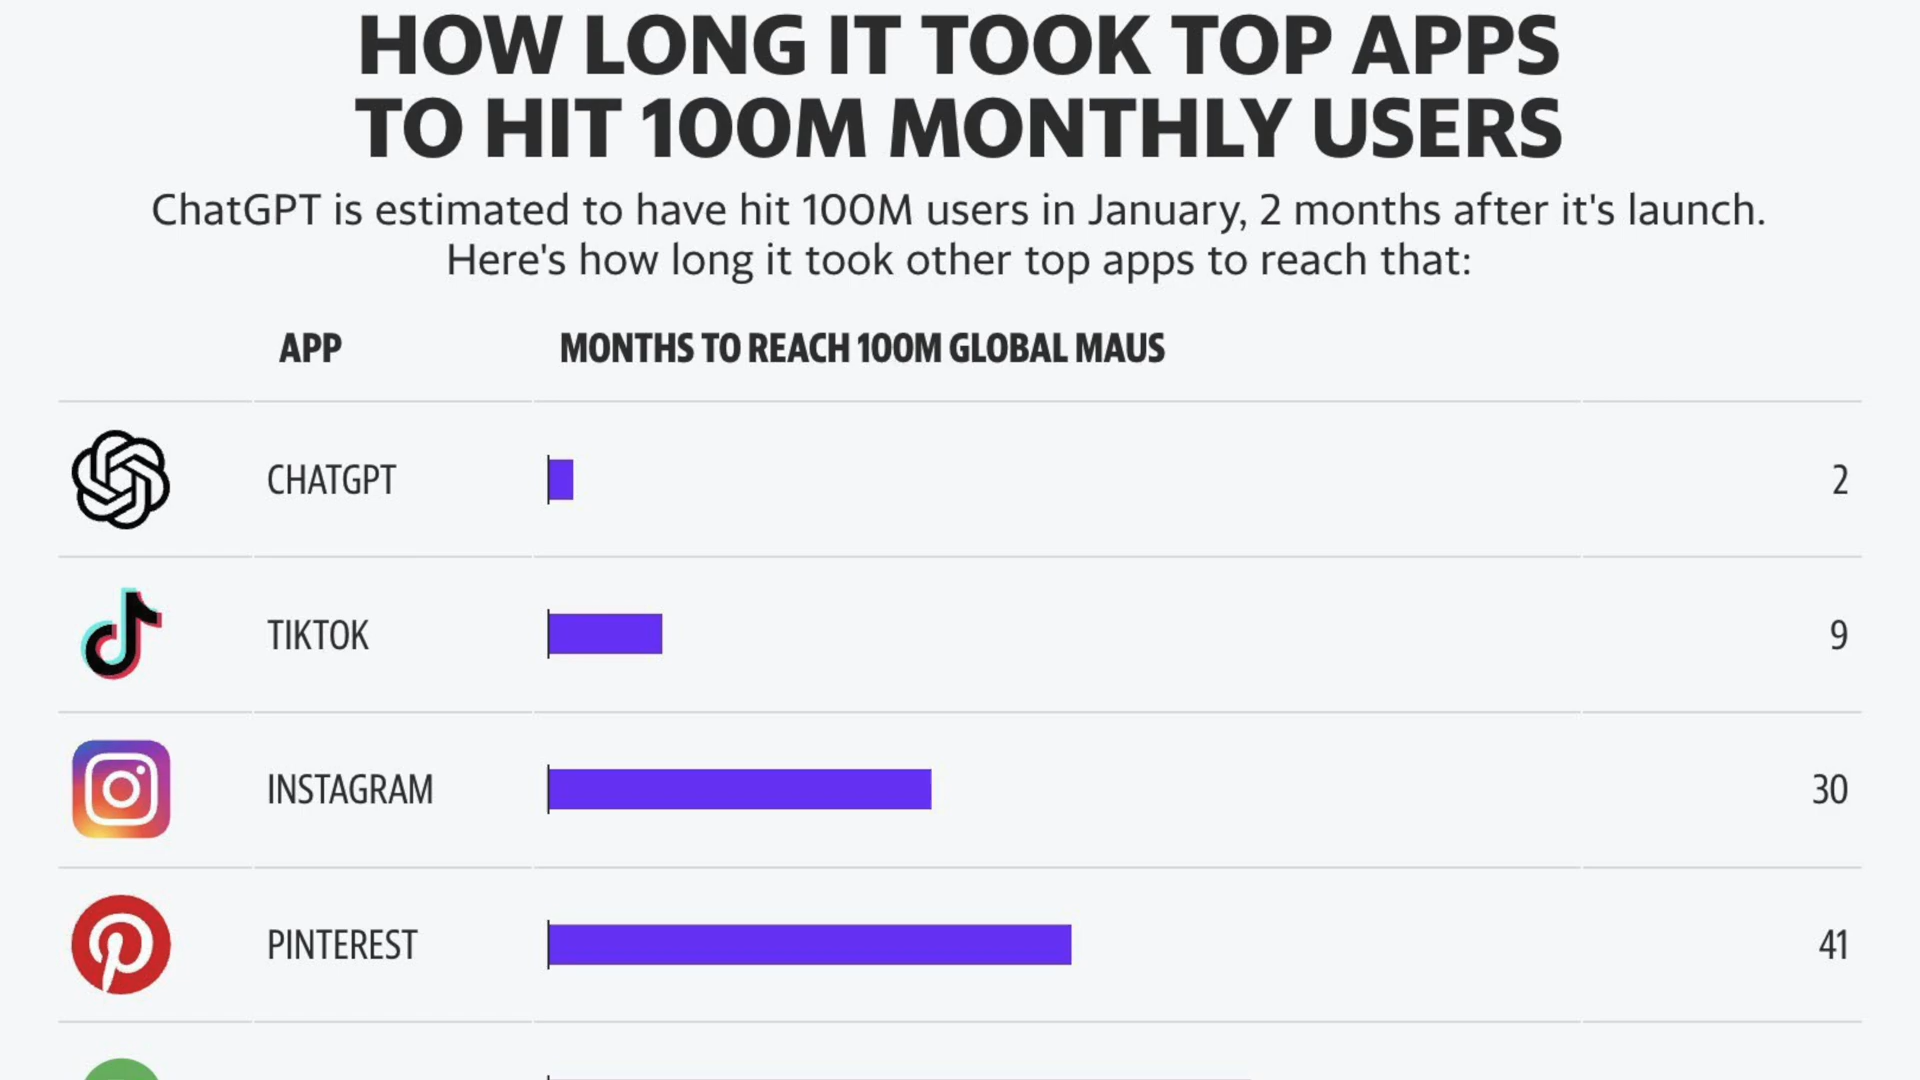 HOW LONG IT TOOK TOP APPS
TO HIT 100M MONTHLY USERS
ChatGPT is estimated to have hit 100M users in January, 2 months after it's launch.
Here's how long it took other top apps to reach that:
APP MONTHS TO REACH 100M GLOBAL MAUS
CHATGPT 2
TIKTOK 9
INSTAGRAM 30
PINTEREST 41